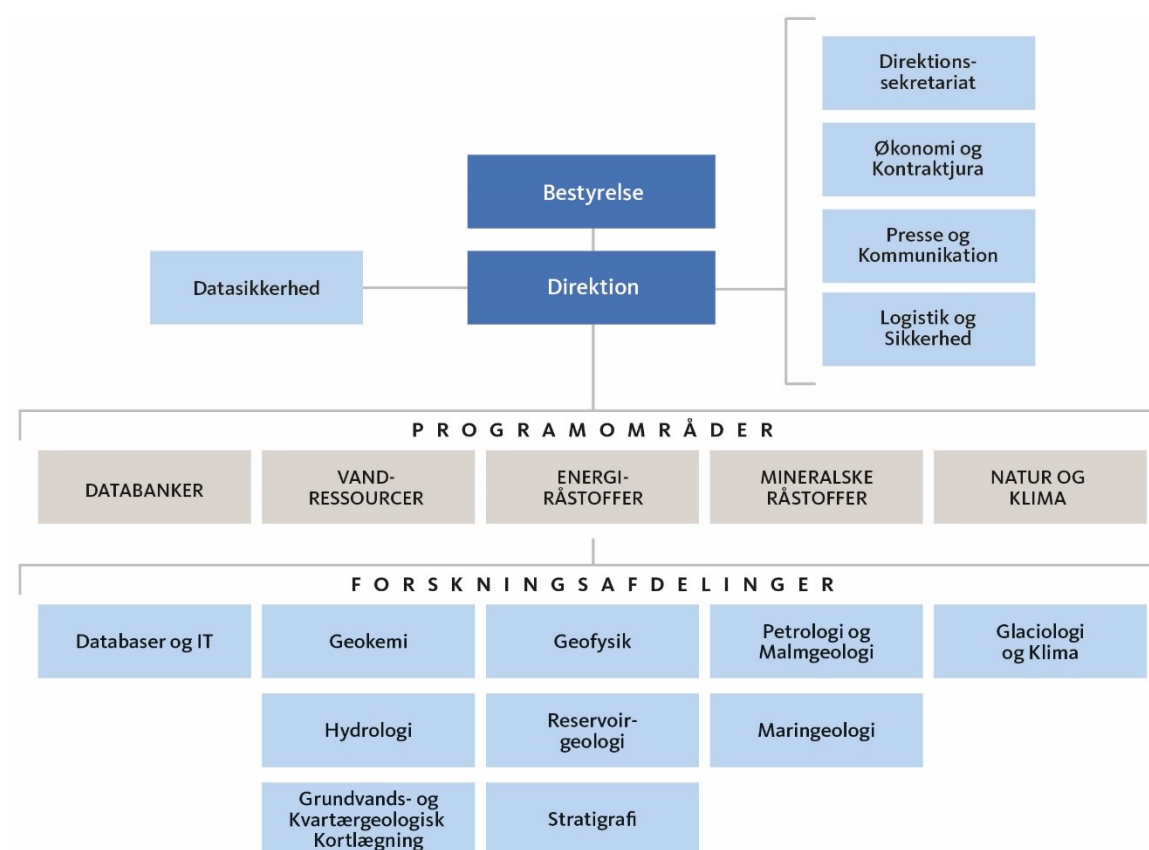 Direktions-
sekretariat
Økonomi og
Kontraktjura
Bestyrelse
Presse og
Kommunikation
Datasikkerhed
Direktion
Logistik og
Sikkerhed
PROGRAMOMRÅDER
DATABANKER
VAND-
RESSOURCER
ENERGI-
RÅSTOFFER
MINERALSKE
RÅSTOFFER
NATUR OG
KLIMA
FORSKNINGSAFDELINGER
Databaser og IT
Geokemi
Geofysik
Petrologi og
Malmgeologi
Glaciologi
og Klima
Hydrologi
Reservoir-
geologi
Maringeologi
Grundvands- og
Kvartærgeologisk
Kortlægning
Stratigrafi